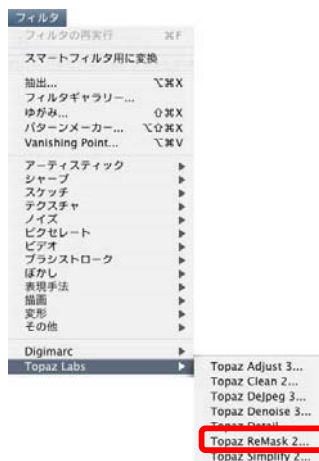 フィルタ
フィルタの再実行 ⌘F
スマートフィルタ用に変換
抽出... ⌥⌘X
フィルタギャラリー...
ゆがみ... ⇧⌘X
パターンメーカー... ⌥⇧⌘X
Vanishing Point... ⌥⌘V
アーティスティック
シャープ
スケッチ
テクスチャ
ノイズ
ピクセレート
ビデオ
ブラシストローク
ぼかし
表現手法
描画
変形
その他
Digimarc
Topaz Labs
Topaz Adjust 3...
Topaz Clean 2...
Topaz DeJpeg 3...
Topaz Denoise 3...
Topaz Detail
Topaz ReMask 2...
Topaz Simplify 2...